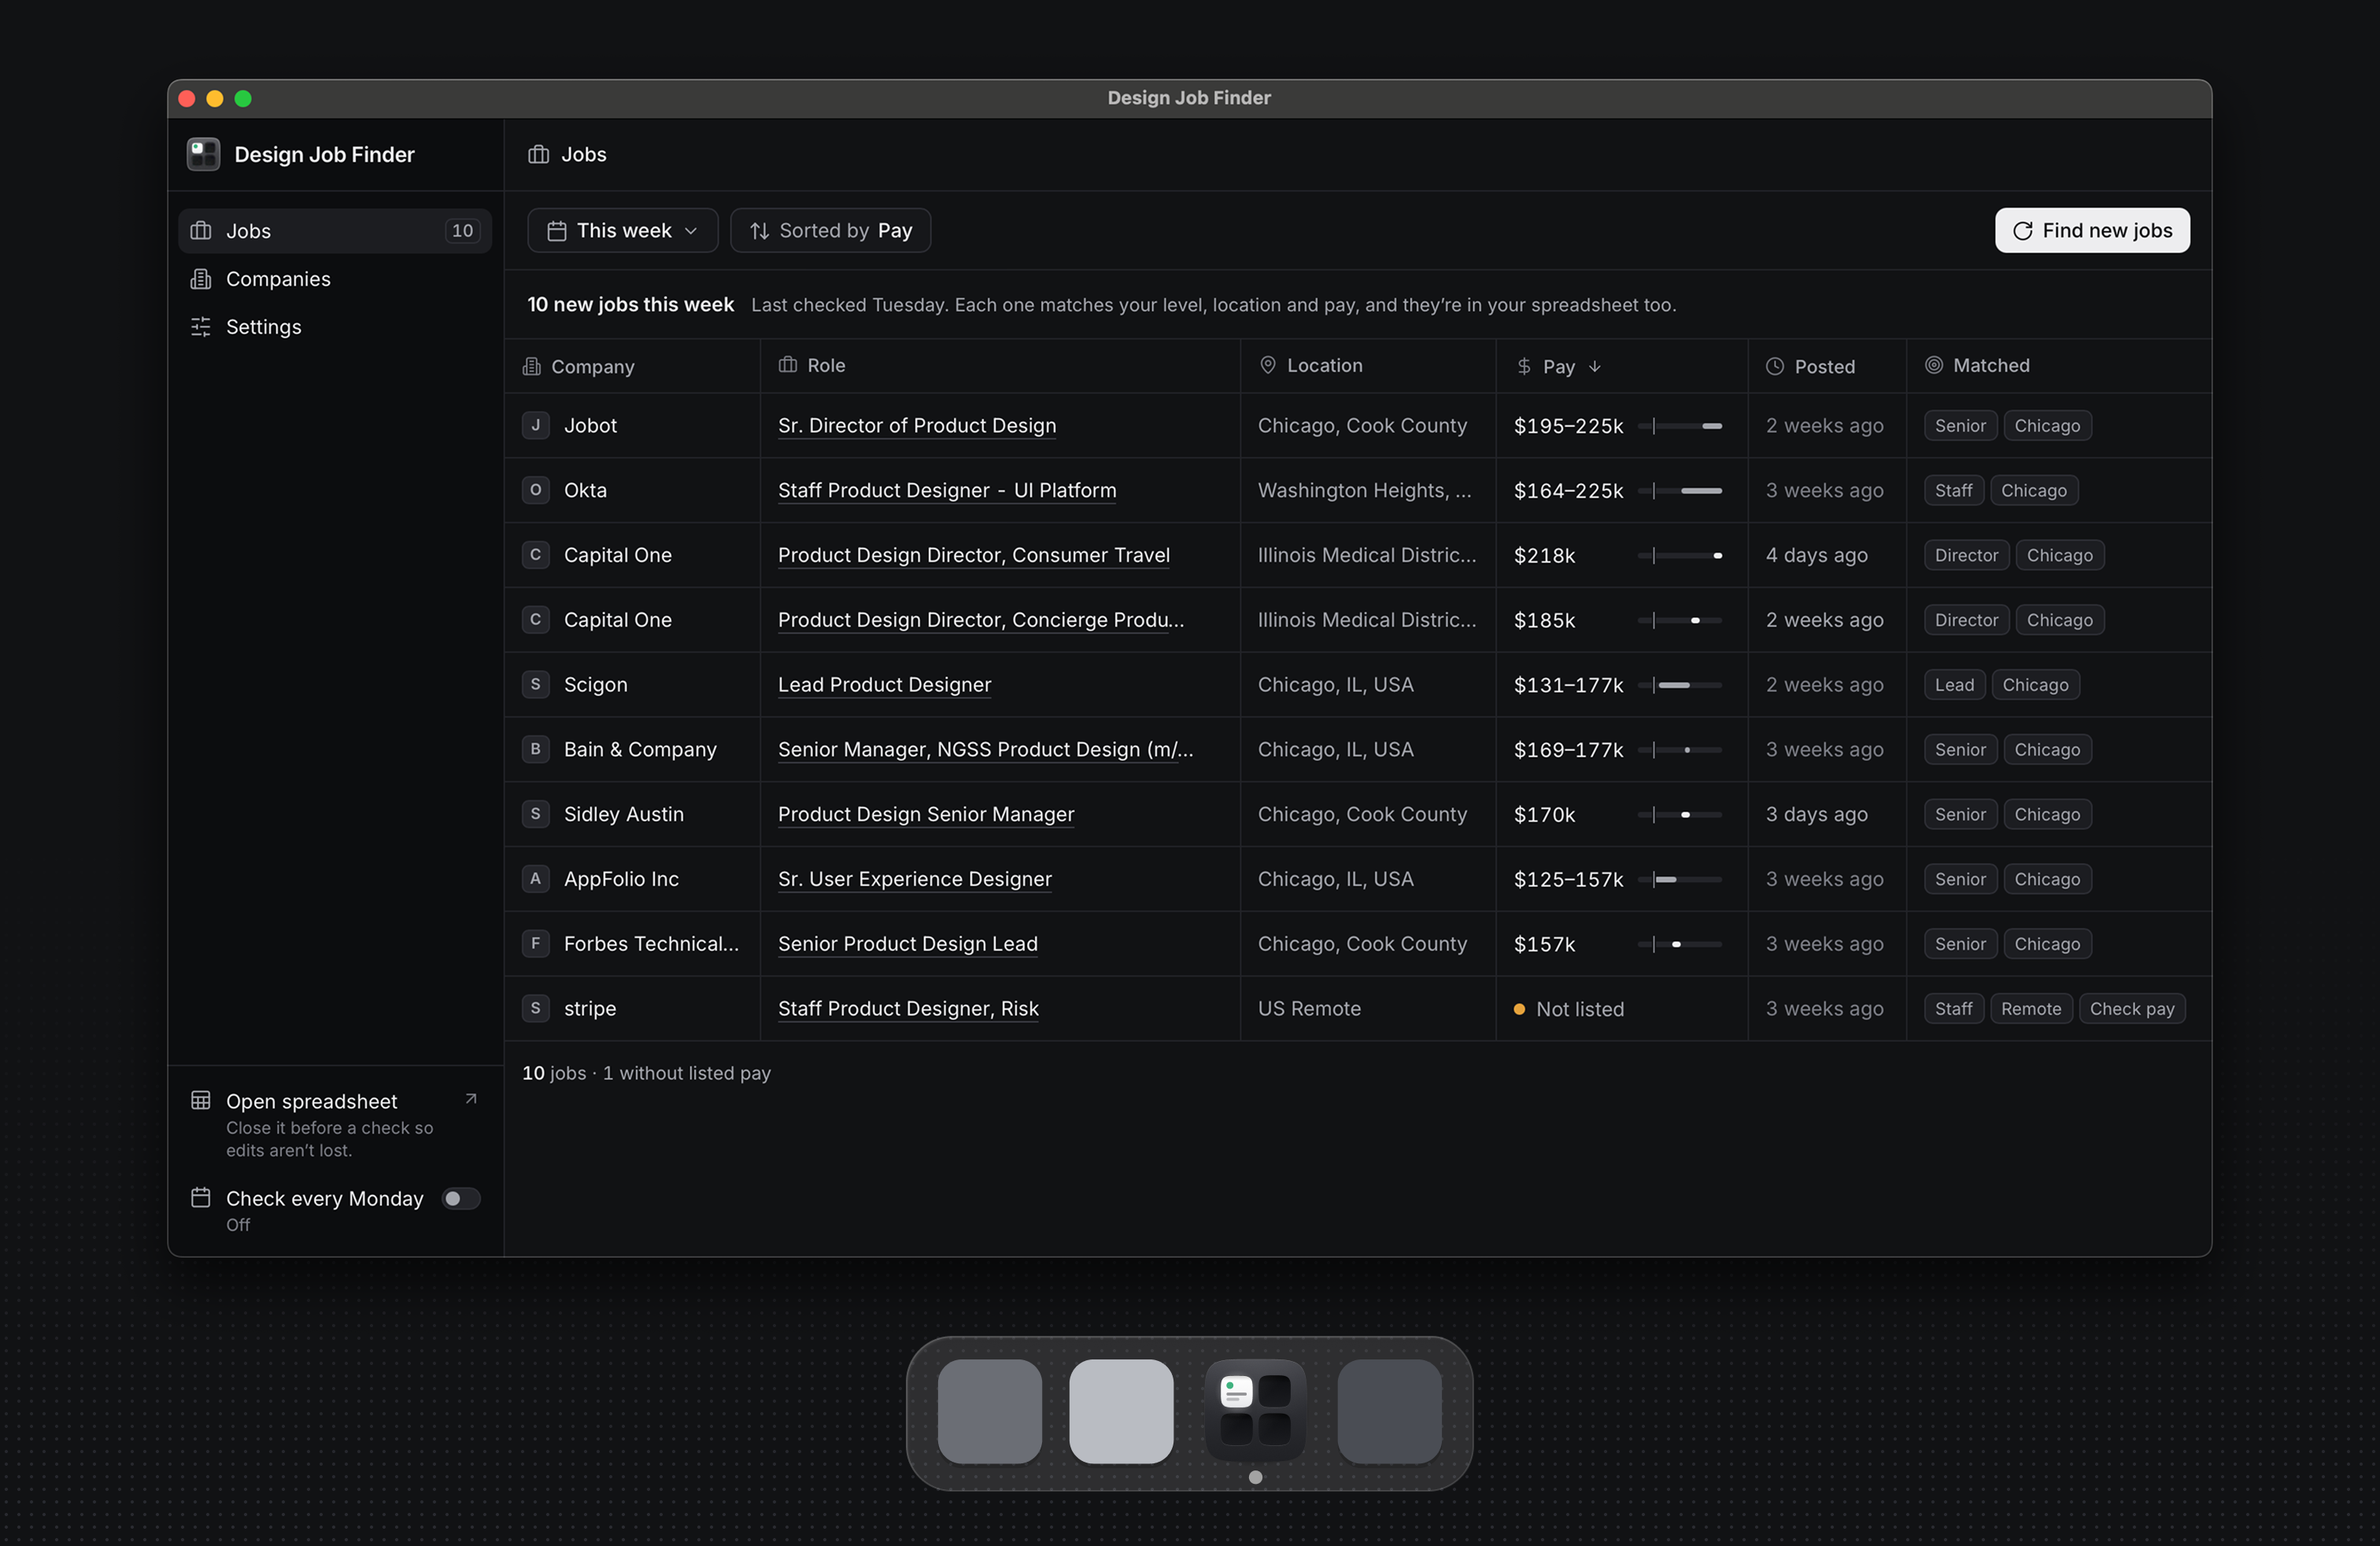 Design Job Finder
Design Job Finder
Jobs
Jobs 10
Companies
Settings
This week Sorted by Pay Find new jobs
10 new jobs this week Last checked Tuesday. Each one matches your level, location and pay, and they’re in your spreadsheet too.
Company Role Location Pay Posted Matched
J Jobot Sr. Director of Product Design Chicago, Cook County $195–225k 2 weeks ago Senior Chicago
O Okta Staff Product Designer - UI Platform Washington Heights, ... $164–225k 3 weeks ago Staff Chicago
C Capital One Product Design Director, Consumer Travel Illinois Medical Distric... $218k 4 days ago Director Chicago
C Capital One Product Design Director, Concierge Produ... Illinois Medical Distric... $185k 2 weeks ago Director Chicago
S Scigon Lead Product Designer Chicago, IL, USA $131–177k 2 weeks ago Lead Chicago
B Bain & Company Senior Manager, NGSS Product Design (m/... Chicago, IL, USA $169–177k 3 weeks ago Senior Chicago
S Sidley Austin Product Design Senior Manager Chicago, Cook County $170k 3 days ago Senior Chicago
A AppFolio Inc Sr. User Experience Designer Chicago, IL, USA $125–157k 3 weeks ago Senior Chicago
F Forbes Technical... Senior Product Design Lead Chicago, Cook County $157k 3 weeks ago Senior Chicago
S stripe Staff Product Designer, Risk US Remote Not listed 3 weeks ago Staff Remote Check pay
10 jobs · 1 without listed pay
Open spreadsheet
Close it before a check so
edits aren’t lost.
Check every Monday
Off